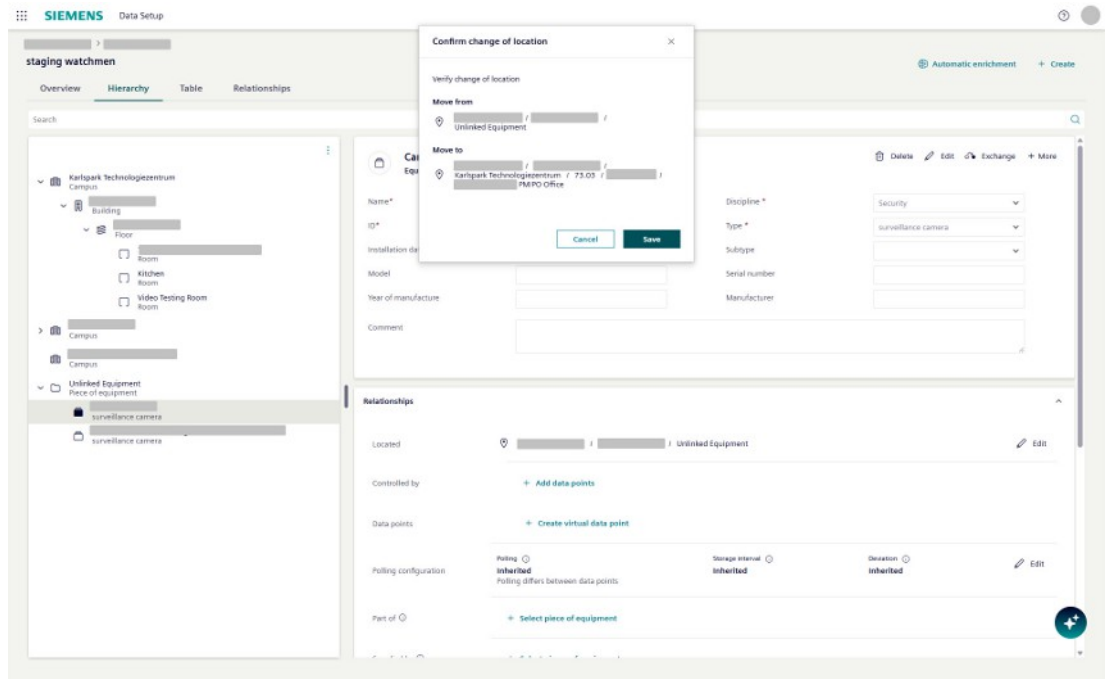 SIEMENS Data Setup
>
staging watchmen
Automatic enrichment + Create
Overview Hierarchy Table Relationships
Search
Confirm change of location
Verify change of location
Move from
/ /
Unlinked Equipment
Move to
/ /
Karlspark Technologiezentrum / 73.03 / /
PMIPO Office
Cancel Save
Karlspark Technologiezentrum
Campus
Building
Floor
Room
Kitchen
Room
Video Testing Room
Room
Campus
Campus
Unlinked Equipment
Piece of equipment
surveillance camera
surveillance camera
Delete Edit Exchange + More
Name*
ID*
Model
Year of manufacture
Comment
Discipline * Security
Type * surveillance camera
Subtype
Serial number
Manufacturer
Relationships
Located / / Unlinked Equipment Edit
Controlled by + Add data points
Data points + Create virtual data point
Polling configuration
Polling Storage interval Deviation
Inherited Inherited Inherited Edit
Polling differs between data points
Part of + Select piece of equipment